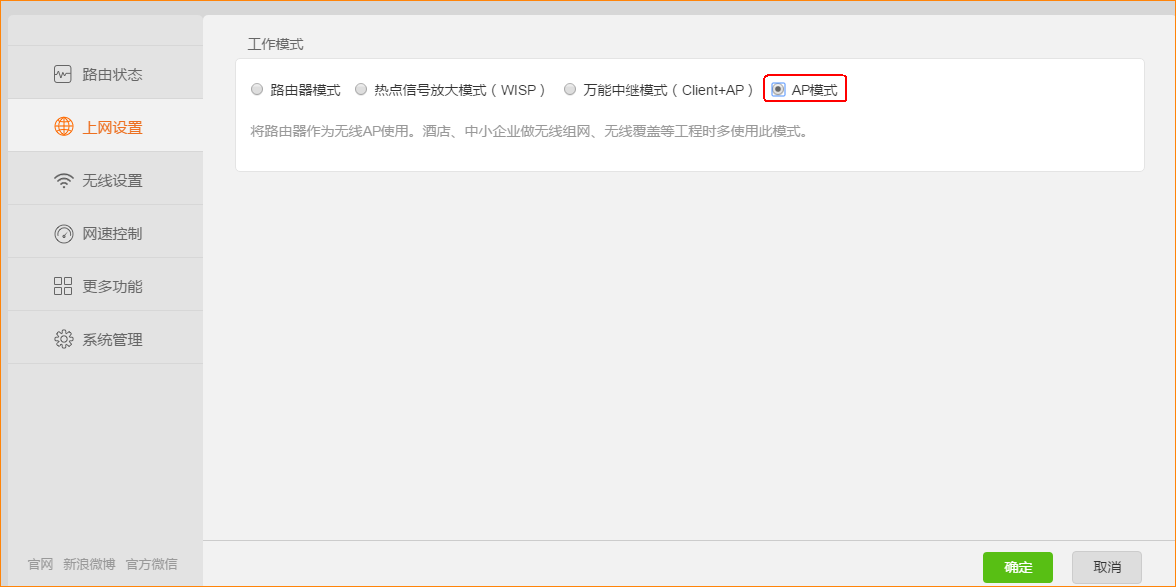 路由状态
上网设置
无线设置
网速控制
更多功能
系统管理
官网 新浪微博 官方微信
工作模式
路由器模式 热点信号放大模式（WISP） 万能中继模式（Client+AP） AP模式
将路由器作为无线AP使用。酒店、中小企业做无线组网、无线覆盖等工程时多使用此模式。
确定 取消